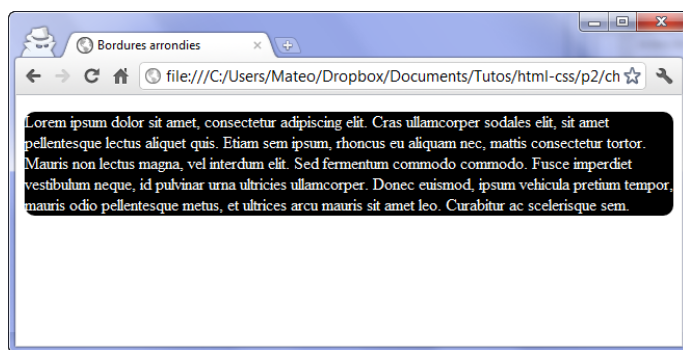 Bordures arrondies
file:///C:/Users/Mateo/Dropbox/Documents/Tutos/html-css/p2/ch
Lorem ipsum dolor sit amet, consectetur adipiscing elit. Cras ullamcorper sodales elit, sit amet
pellentesque lectus aliquet quis. Etiam sem ipsum, rhoncus eu aliquam nec, mattis consectetur tortor.
Mauris non lectus magna, vel interdum elit. Sed fermentum commodo commodo. Fusce imperdiet
vestibulum neque, id pulvinar urna ultricies ullamcorper. Donec euismod, ipsum vehicula pretium tempor,
mauris odio pellentesque metus, et ultrices arcu mauris sit amet leo. Curabitur ac scelerisque sem.